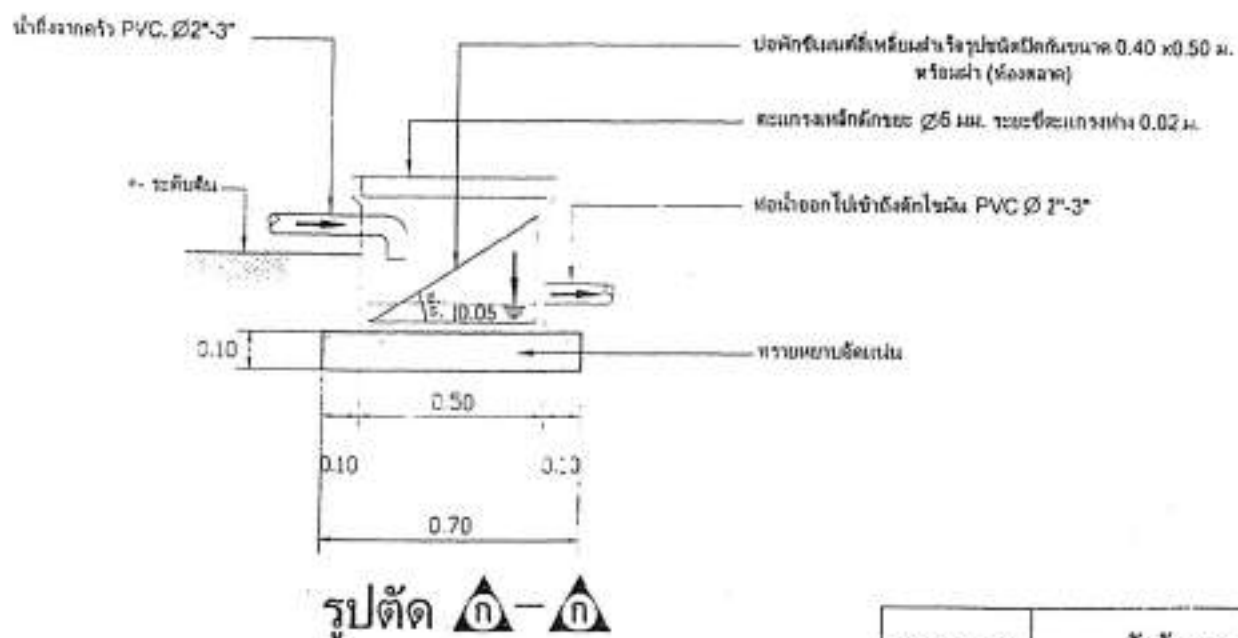 น้ำทิ้งจากครัว PVC. Ø2"-3"
บ่อพักซีเมนต์สี่เหลี่ยมสำเร็จรูปชนิดปิดก้นขนาด 0.40 x0.50 ม.
พร้อมฝา (ท้องตลาด)
ตะแกรงเหล็กดักขยะ Ø6 มม. ระยะซี่ตะแกรงห่าง 0.02 ม.
+- ระดับดิน
ท่อน้ำออกไปเข้าถังดักไขมัน PVC Ø 2"-3"
0.05
0.10
ทรายหยาบอัดแน่น
0.50
0.10
0.10
0.70
รูปตัด ก-ก